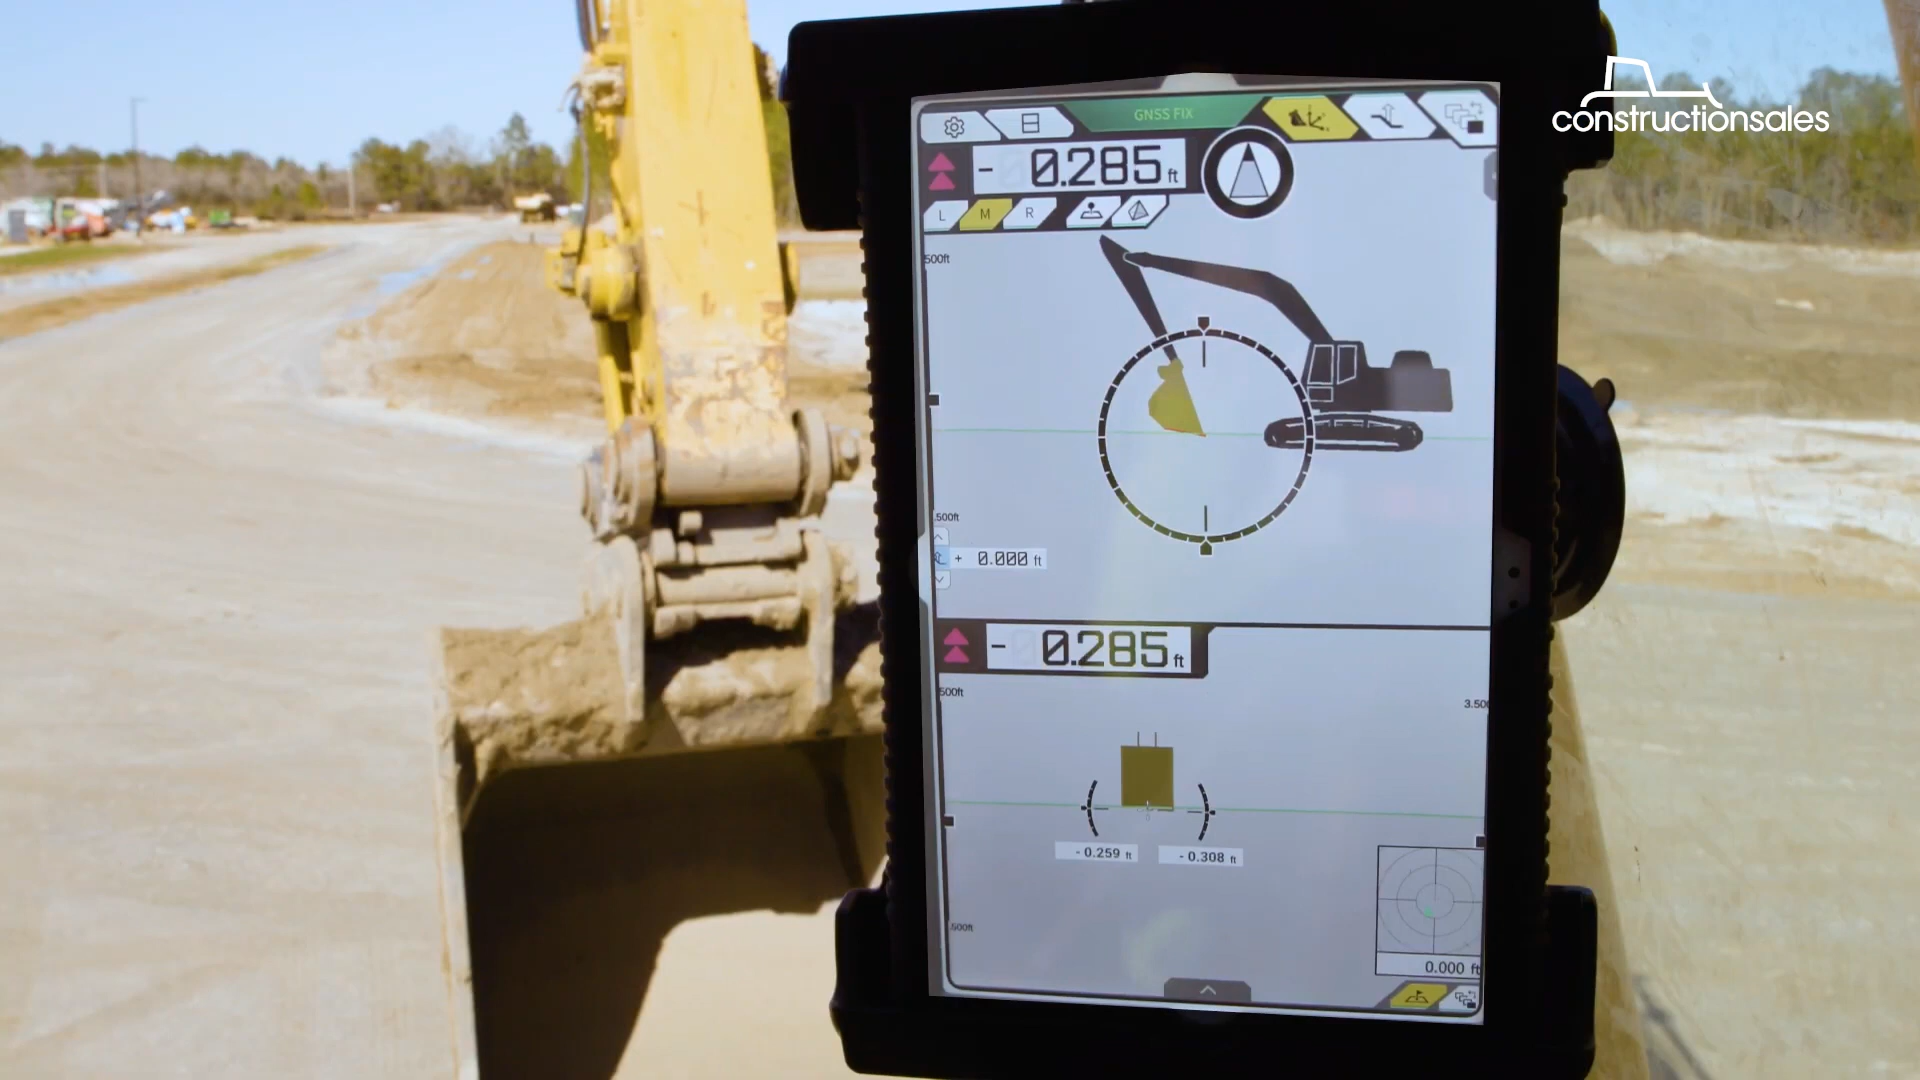 constructionsales
GNSS FIX
- 0.285 ft
L M R
500ft
.500ft
+ 0.000 ft
- 0.285 ft
500ft
3.50
- 0.259 ft
- 0.308 ft
.500ft
0.000 ft